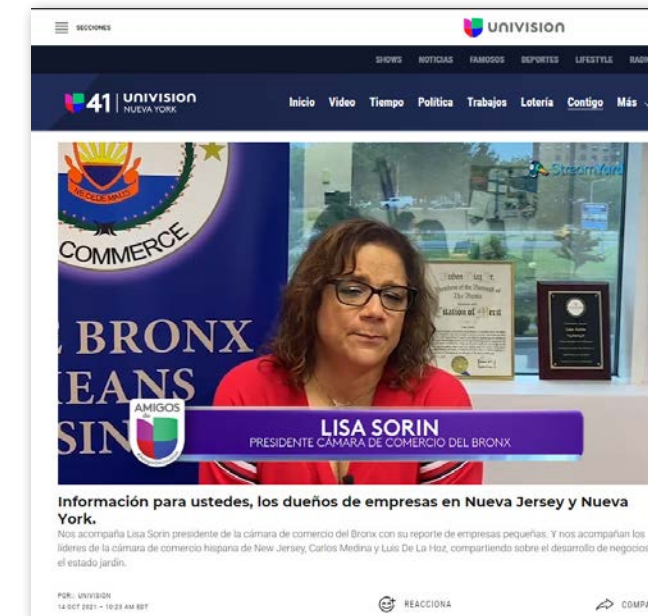 SECCIONES
UNIVISION
SHOWS NOTICIAS FAMOSOS DEPORTES LIFESTYLE
41 UNIVISION
NUEVA YORK
Inicio Video Tiempo Política Trabajos Lotería Contigo Más
StreamYard
NEC CEDE MALIS
COMMERCE
BRONX
EANS
SIN
AMIGOS
de
LISA SORIN
PRESIDENTE CÁMARA DE COMERCIO DEL BRONX
Información para ustedes, los dueños de empresas en Nueva Jersey y Nueva
York.
Nos acompaña Lisa Sorin presidente de la cámara de comercio del Bronx con su reporte de empresas pequeñas. Y nos acompañan los
líderes de la cámara de comercio hispana de New Jersey, Carlos Medina y Luis De La Hoz, compartiendo sobre el desarrollo de negocios
el estado jardín.
POR: UNIVISION
14 OCT 2021 – 10:23 AM EDT
REACCIONA
COMPA